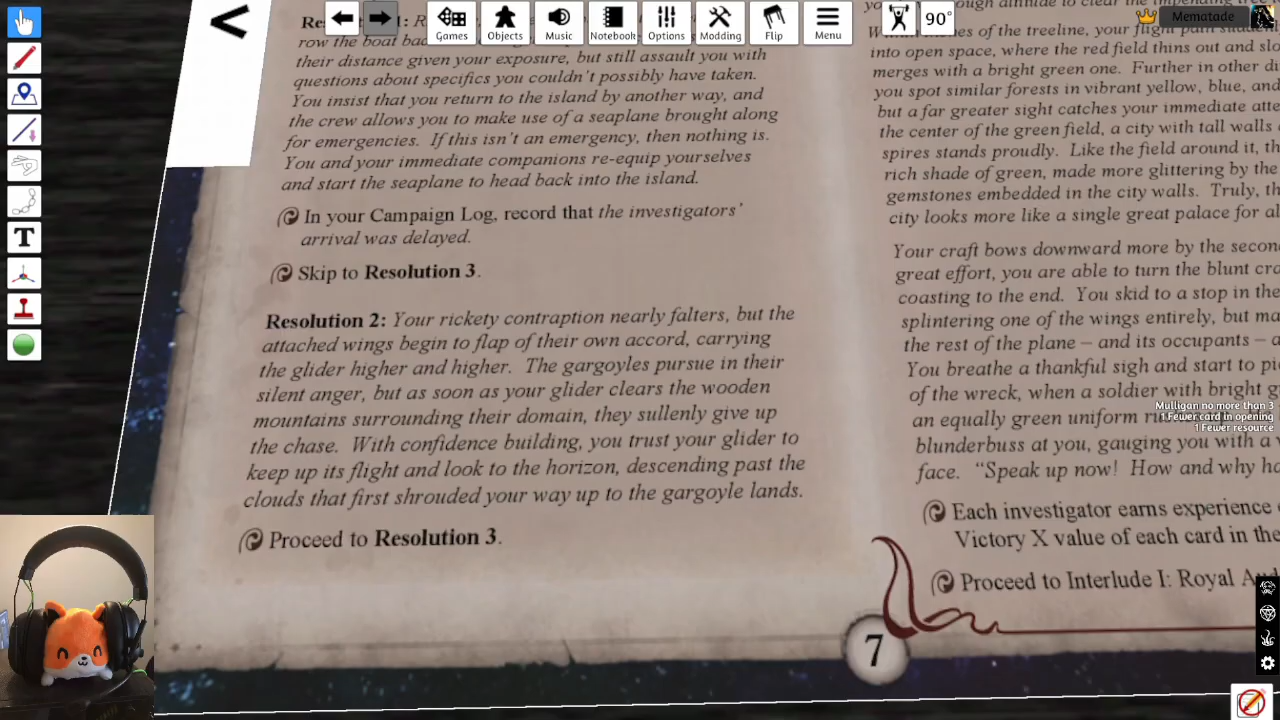 Games
Objects
Music
Notebook
Options
Modding
Flip
Menu
90°
Mematade
T
row the boat
their distance given your exposure, but still assault you with
questions about specifics you couldn't possibly have taken.
You insist that you return to the island by another way, and
the crew allows you to make use of a seaplane brought along
for emergencies. If this isn't an emergency, then nothing is.
You and your immediate companions re-equip yourselves
and start the seaplane to head back into the island.
In your Campaign Log, record that the investigators'
arrival was delayed.
Skip to Resolution 3.
Resolution 2: Your rickety contraption nearly falters, but the
attached wings begin to flap of their own accord, carrying
the glider higher and higher. The gargoyles pursue in their
silent anger, but as soon as your glider clears the wooden
mountains surrounding their domain, they sullenly give up
the chase. With confidence building, you trust your glider to
keep up its flight and look to the horizon, descending past the
clouds that first shrouded your way up to the gargoyle lands.
Proceed to Resolution 3.
of the treeline, your flight path
into open space, where the red field thins out and
merges with a bright green one. Further in other
you spot similar forests in vibrant yellow, blue, and
but a far greater sight catches your immediate
the center of the green field, a city with tall walls
spires stands proudly. Like the field around it,
rich shade of green, made more glittering by the
gemstones embedded in the city walls. Truly,
city looks more like a single great palace for
Your craft bows downward more by the
great effort, you are able to turn the blunt
coasting to the end. You skid to a stop in the
splintering one of the wings entirely, but
the rest of the plane – and its occupants –
You breathe a thankful sigh and start to
of the wreck, when a soldier with bright
an equally green uniform
blunderbuss at you, gauging you with a
face. "Speak up now! How and why
Each investigator earns experience
Victory X value of each card in the
Proceed to Interlude I: Royal
7
Mulligan no more than 3
1 Fewer card in opening
1 Fewer resource